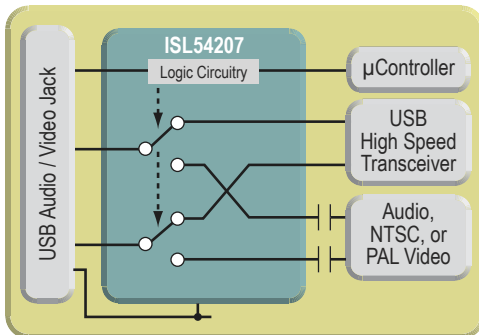 ISL54207
Logic Circuitry
µController
USB Audio / Video Jack
USB
High Speed
Transceiver
Audio,
NTSC, or
PAL Video